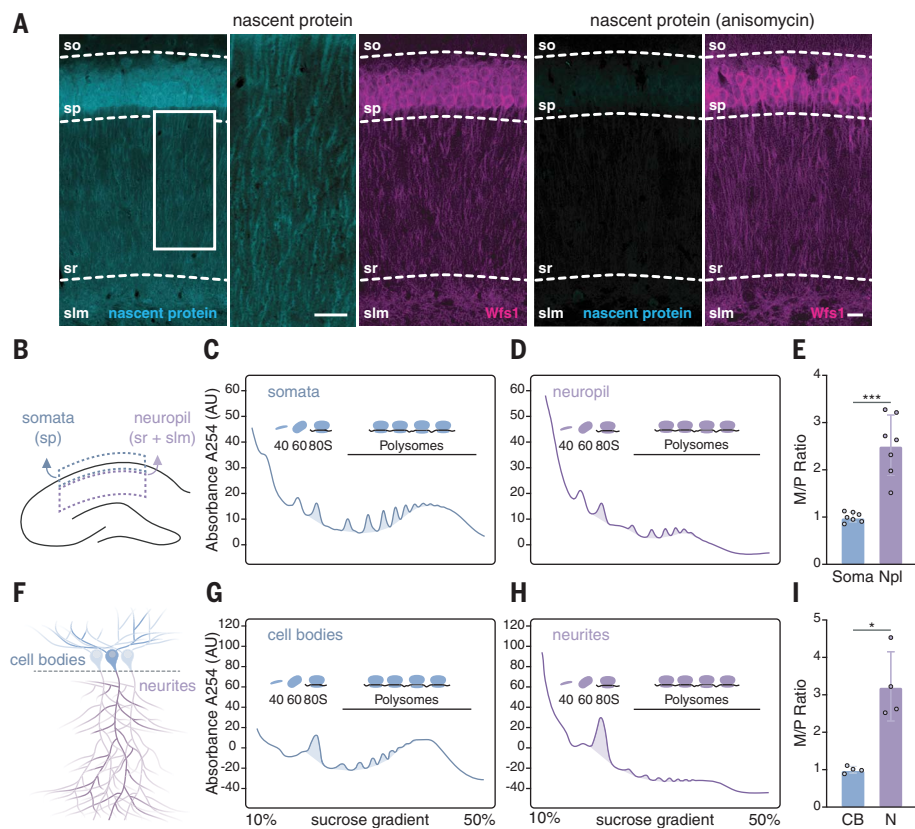 A
nascent protein
nascent protein (anisomycin)
so
sp
sr
slm
nascent protein
so
sp
sr
slm
Wfs1
so
sp
sr
slm
nascent protein
so
sp
sr
slm
Wfs1
B
somata
(sp)
neuropil
(sr + slm)
C
Absorbance A254 (AU)
60
50
40
30
20
10
0
somata
40 60 80S
Polysomes
D
60
50
40
30
20
10
0
neuropil
40 60 80S
Polysomes
E
M/P Ratio
4
3
2
1
0
***
Soma Npl
F
cell bodies
neurites
G
Absorbance A254 (AU)
120
100
80
60
40
20
0
-20
-40
cell bodies
40 60 80S
Polysomes
10% sucrose gradient 50%
H
120
100
80
60
40
20
0
-20
-40
neurites
40 60 80S
Polysomes
10% sucrose gradient 50%
I
M/P Ratio
5
4
3
2
1
0
*
CB N